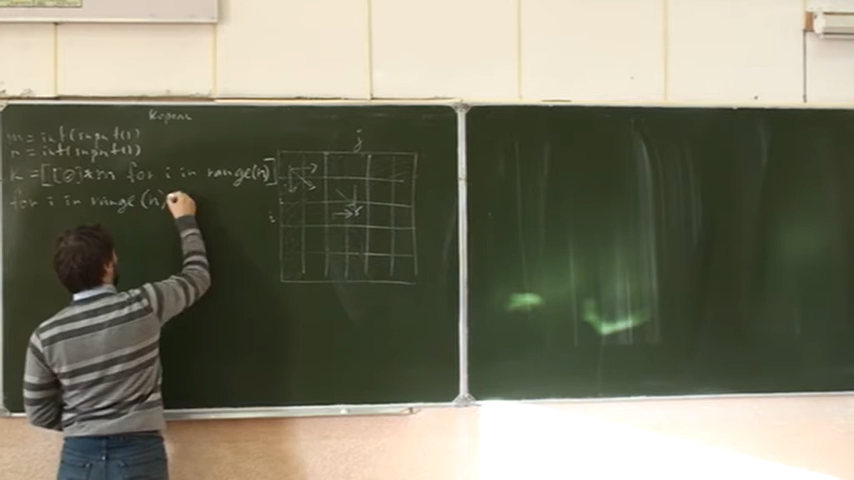 Король
m = int(input())
n = int(input())
K = [[0]*m for i in range(n)]
for i in range(n)
j
i